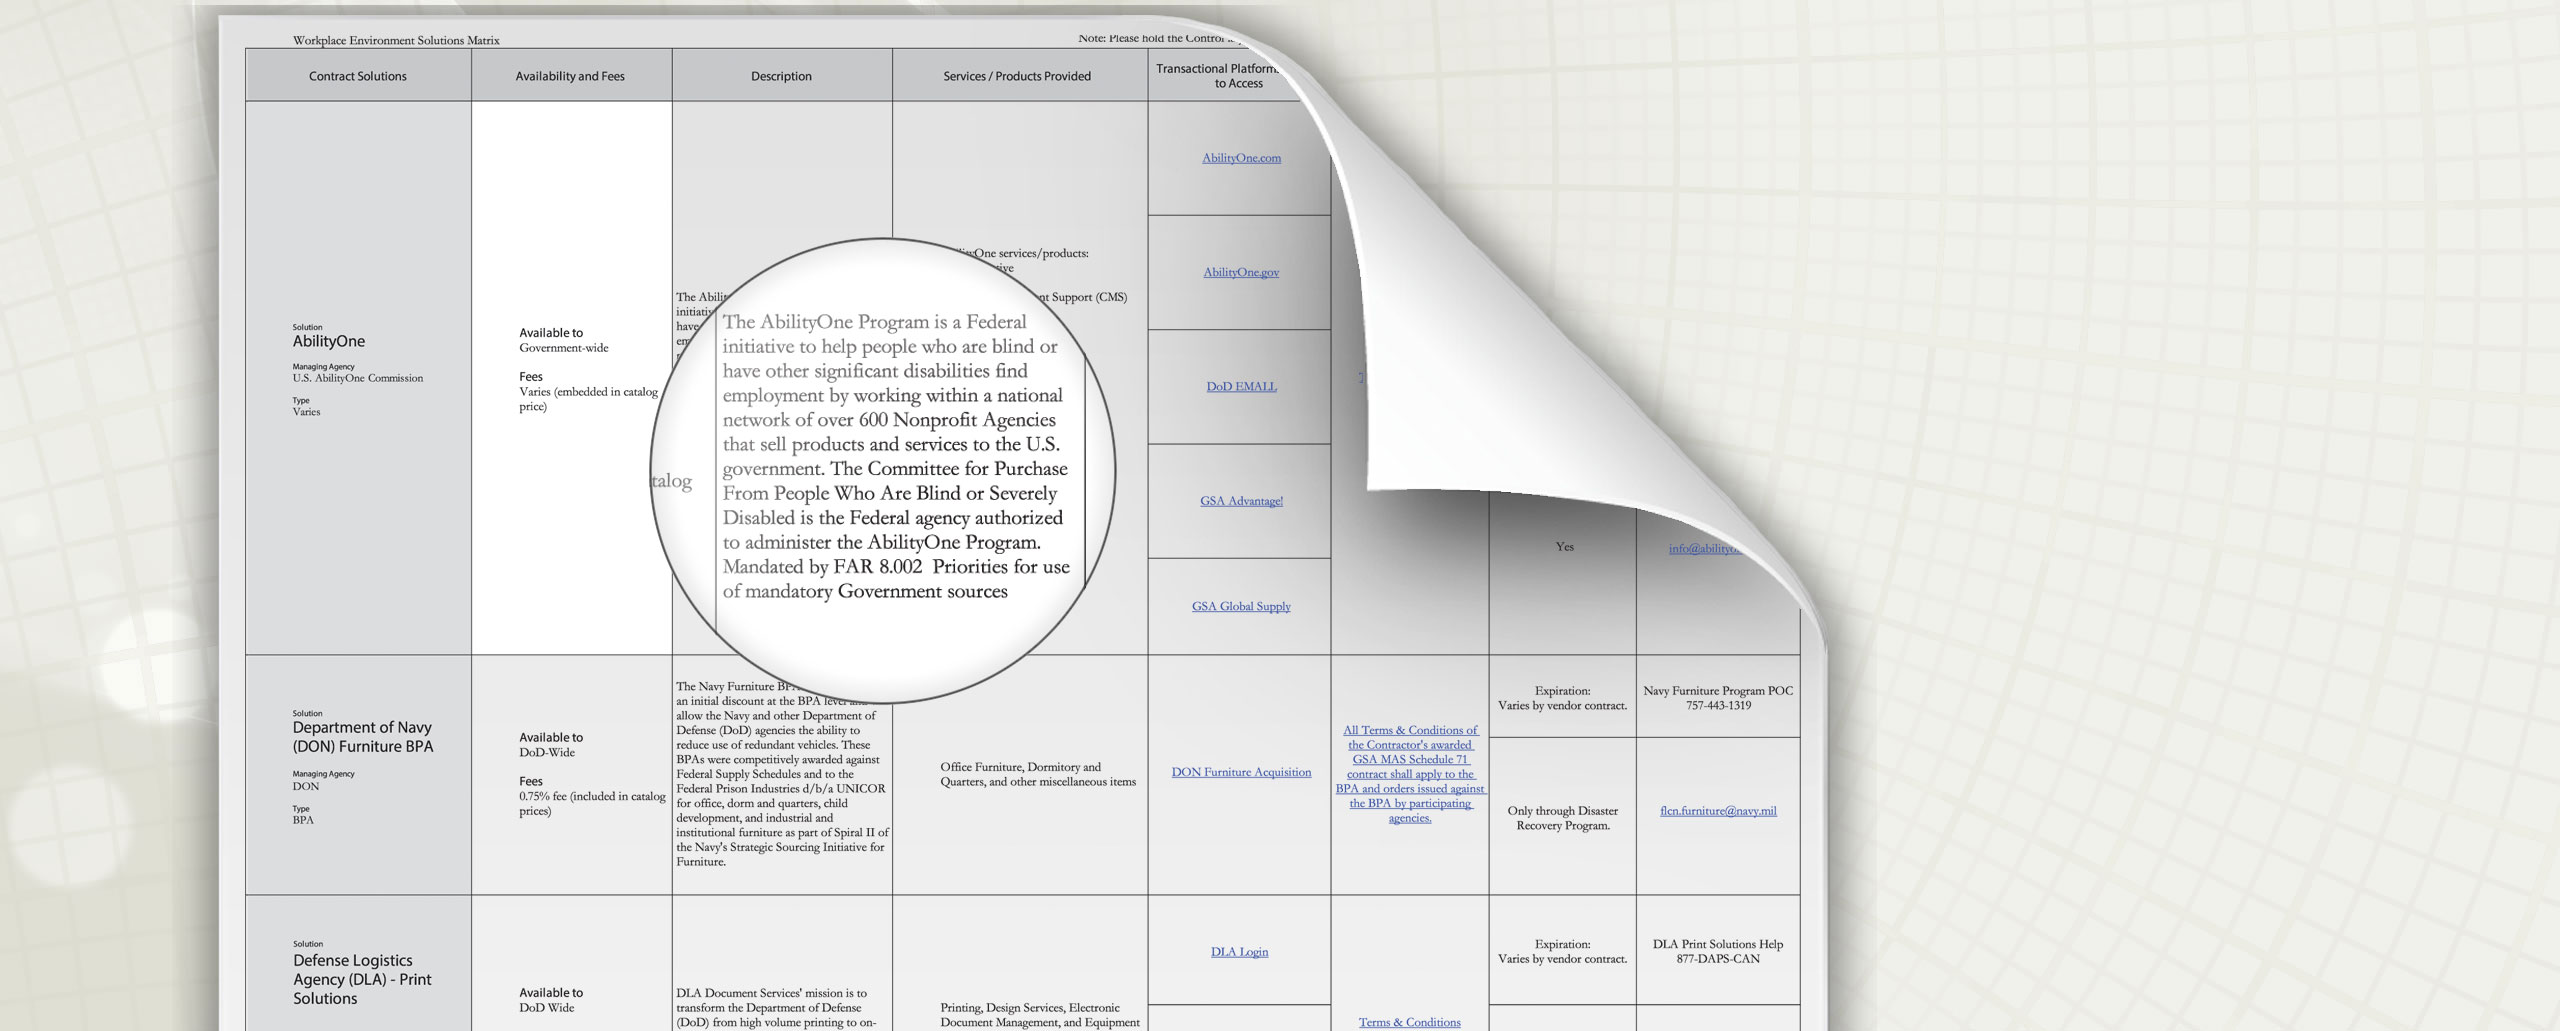 Workplace Environment Solutions Matrix
Note: Please hold the Control
Contract Solutions
Availability and Fees
Description
Services / Products Provided
Transactional Platform
to Access
Solution
AbilityOne
Managing Agency
U.S. AbilityOne Commission
Type
Varies
Available to
Government-wide
Fees
Varies (embedded in catalog
price)
The
initiativ
have
talog
The AbilityOne Program is a Federal
initiative to help people who are blind or
have other significant disabilities find
employment by working within a national
network of over 600 Nonprofit Agencies
that sell products and services to the U.S.
government. The Committee for Purchase
From People Who Are Blind or Severely
Disabled is the Federal agency authorized
to administer the AbilityOne Program.
Mandated by FAR 8.002 Priorities for use
of mandatory Government sources
services/products:
Support (CMS)
AbilityOne.com
AbilityOne.gov
DoD EMALL
GSA Advantage!
GSA Global Supply
Yes
info@abilityo
Solution
Department of Navy
(DON) Furniture BPA
Managing Agency
DON
Type
BPA
Available to
DoD-Wide
Fees
0.75% fee (included in catalog
prices)
The Navy Furniture
an initial discount at the BPA level
allow the Navy and other Department of
Defense (DoD) agencies the ability to
reduce use of redundant vehicles. These
BPAs were competitively awarded against
Federal Supply Schedules and to the
Federal Prison Industries d/b/a UNICOR
for office, dorm and quarters, child
development, and industrial and
institutional furniture as part of Spiral II of
the Navy's Strategic Sourcing Initiative for
Furniture.
Office Furniture, Dormitory and
Quarters, and other miscellaneous items
DON Furniture Acquisition
All Terms & Conditions of
the Contractor's awarded
GSA MAS Schedule 71
contract shall apply to the
BPA and orders issued against
the BPA by participating
agencies.
Expiration:
Varies by vendor contract.
Only through Disaster
Recovery Program.
Navy Furniture Program POC
757-443-1319
flcn.furniture@navy.mil
Solution
Defense Logistics
Agency (DLA) - Print
Solutions
Available to
DoD Wide
DLA Document Services' mission is to
transform the Department of Defense
(DoD) from high volume printing to on-
Printing, Design Services, Electronic
Document Management, and Equipment
DLA Login
Terms & Conditions
Expiration:
Varies by vendor contract.
DLA Print Solutions Help
877-DAPS-CAN